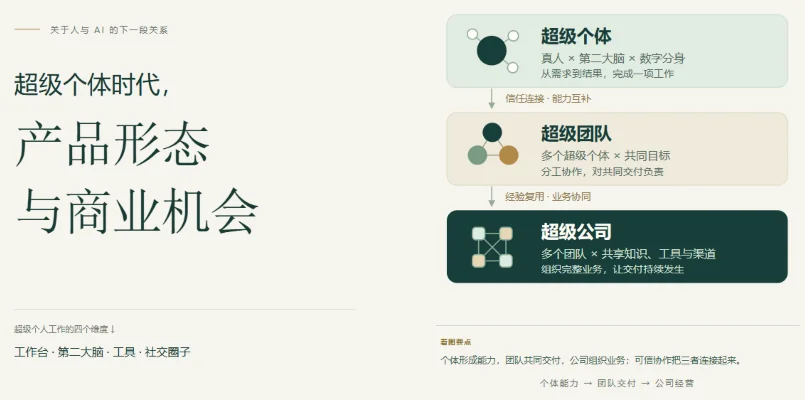 关于人与 AI 的下一段关系
超级个体时代，
产品形态
与商业机会
超级个人工作的四个维度↓
工作台 · 第二大脑 · 工具 · 社交圈子
超级个体
真人 × 第二大脑 × 数字分身
从需求到结果，完成一项工作
信任连接 · 能力互补
超级团队
多个超级个体 × 共同目标
分工协作，对共同交付负责
经验复用 · 业务协同
超级公司
多个团队 × 共享知识、工具与渠道
组织完整业务，让交付持续发生
看图要点
个体形成能力，团队共同交付，公司组织业务；可信协作把三者连接起来。
个体能力 → 团队交付 → 公司经营